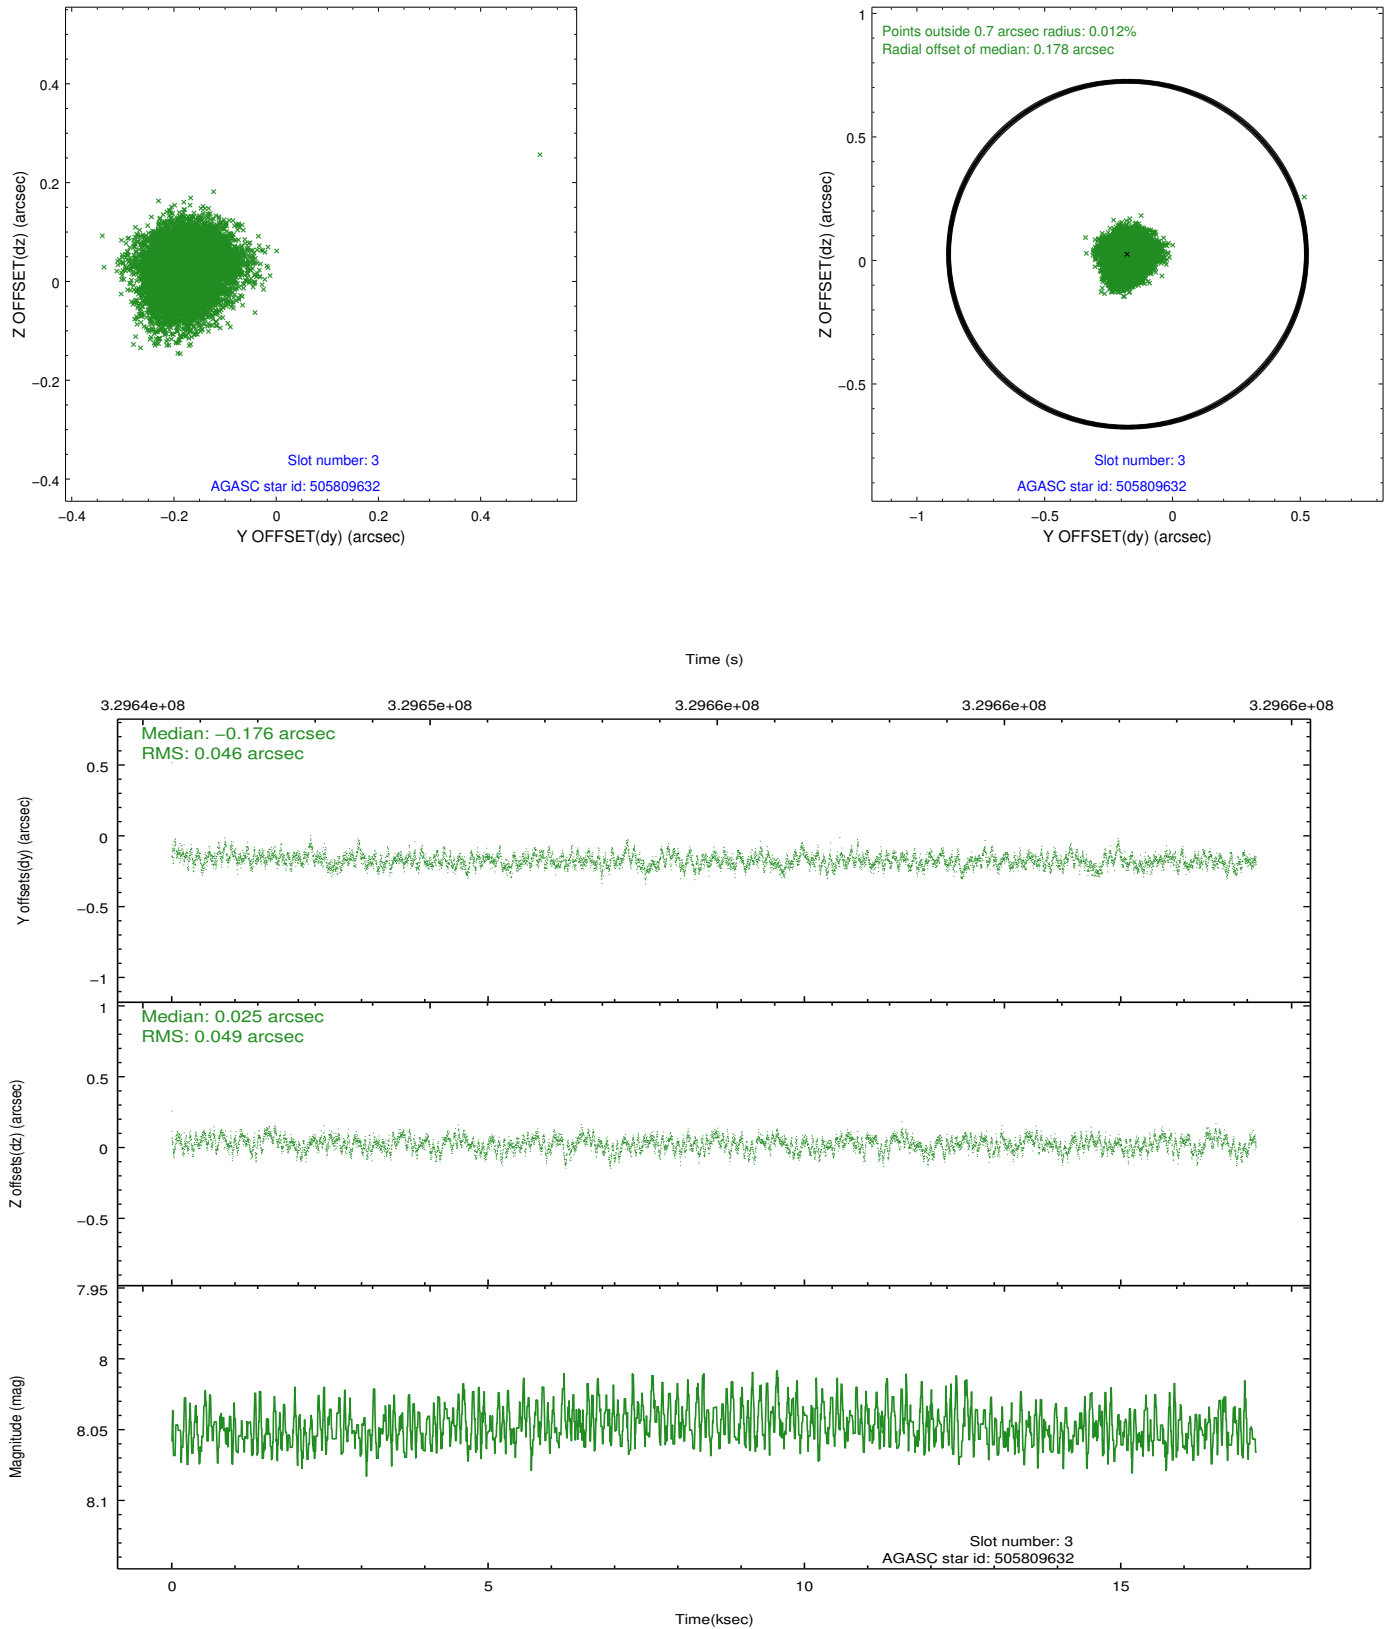 0.4
0.2
0
−0.2
−0.4
Z OFFSET(dz) (arcsec)
Slot number: 3
AGASC star id: 505809632
−0.4
−0.2
0
0.2
0.4
Y OFFSET(dy) (arcsec)
Points outside 0.7 arcsec radius: 0.012%
Radial offset of median: 0.178 arcsec
1
0.5
0
−0.5
Z OFFSET(dz) (arcsec)
Slot number: 3
AGASC star id: 505809632
−1
−0.5
0
0.5
Y OFFSET(dy) (arcsec)
Time (s)
3.2964e+08
3.2965e+08
3.2966e+08
3.2966e+08
3.2966e+08
Median: −0.176 arcsec
RMS: 0.046 arcsec
0.5
0
−0.5
−1
Y offsets(dy) (arcsec)
Median: 0.025 arcsec
RMS: 0.049 arcsec
1
0.5
0
−0.5
Z offsets(dz) (arcsec)
7.95
8
8.05
8.1
Magnitude (mag)
Slot number: 3
AGASC star id: 505809632
0
5
10
15
Time(ksec)